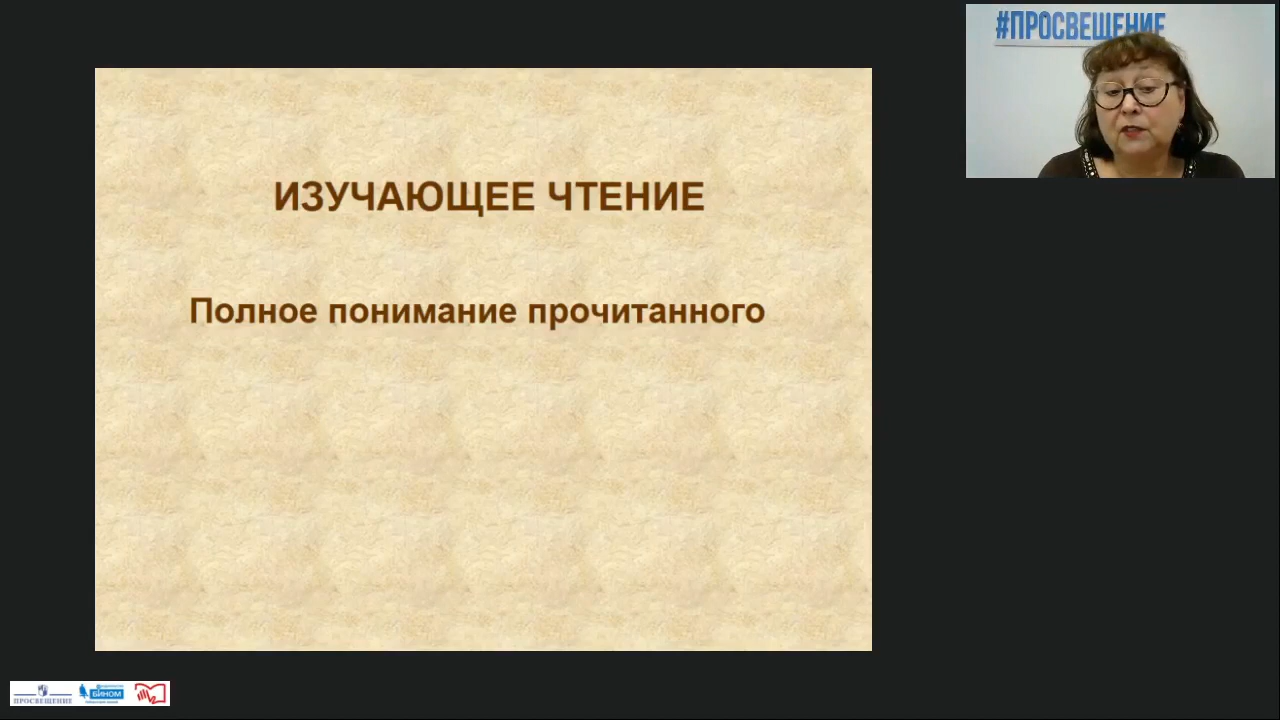 #ПРОСВЕЩЕНИЕ
ИЗУЧАЮЩЕЕ ЧТЕНИЕ
Полное понимание прочитанного
ПРОСВЕЩЕНИЕ
БИНОМ